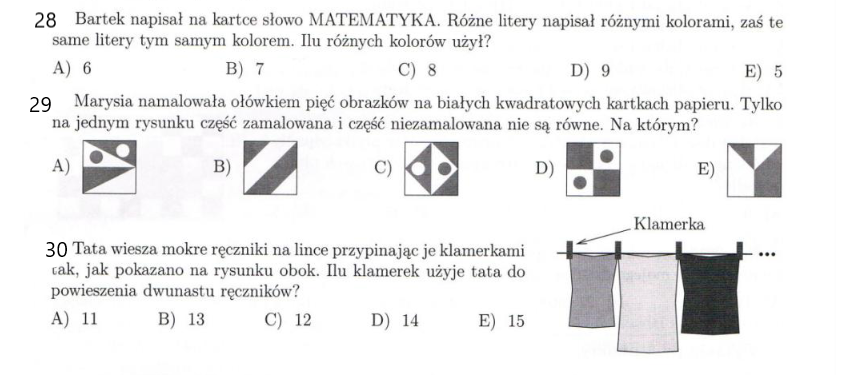 28 Bartek napisał na kartce słowo MATEMATYKA. Różne litery napisał różnymi kolorami, zaś te
same litery tym samym kolorem. Ilu różnych kolorów użył?
A) 6 B) 7 C) 8 D) 9 E) 5
29 Marysia namalowała ołówkiem pięć obrazków na białych kwadratowych kartkach papieru. Tylko
na jednym rysunku część zamalowana i część niezamalowana nie są równe. Na którym?
A) B) C) D) E)
Klamerka
30 Tata wiesza mokre ręczniki na lince przypinając je klamerkami
tak, jak pokazano na rysunku obok. Ilu klamerek użyje tata do
powieszenia dwunastu ręczników?
A) 11 B) 13 C) 12 D) 14 E) 15